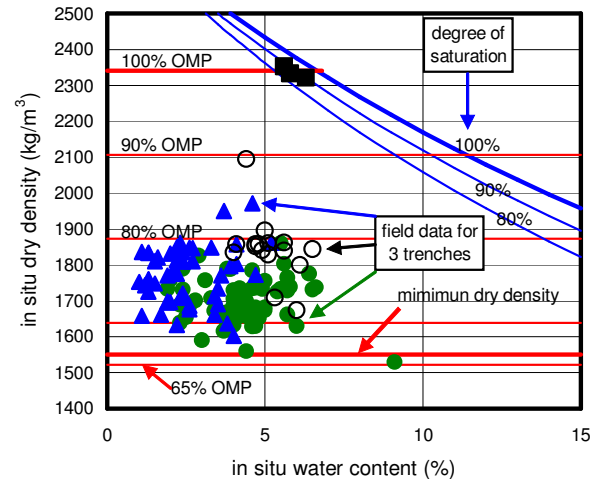 2500
2400
2300
2200
2100
2000
1900
1800
1700
1600
1500
1400
in situ dry density (kg/m³)
0
5
10
15
in situ water content (%)
degree of
saturation
100% OMP
100%
90% OMP
90%
80%
80% OMP
field data for
3 trenches
mimimun dry density
65% OMP